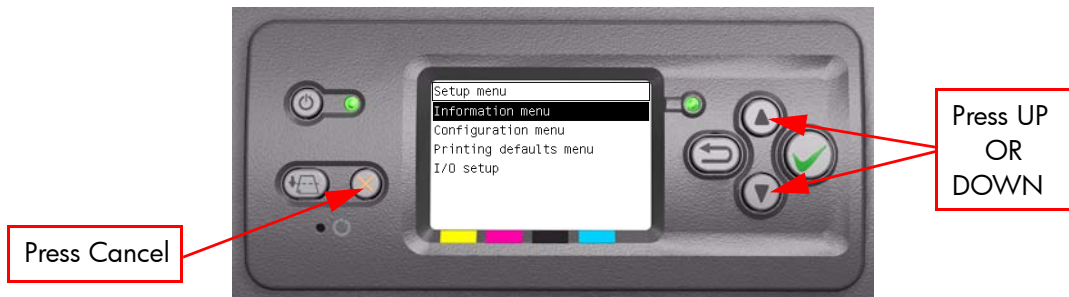 Setup menu
Information menu
Configuration menu
Printing defaults menu
I/O setup
Press UP
OR
DOWN
Press Cancel